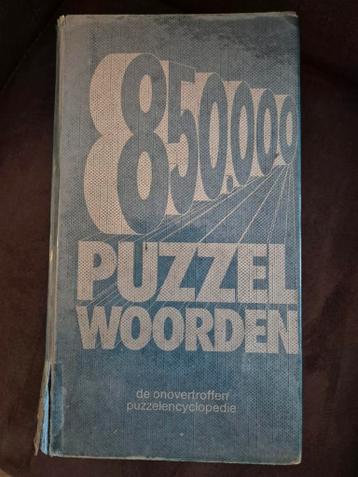 850.000
PUZZEL
WOORDEN
de onovertroffen
puzzelencyclopedie